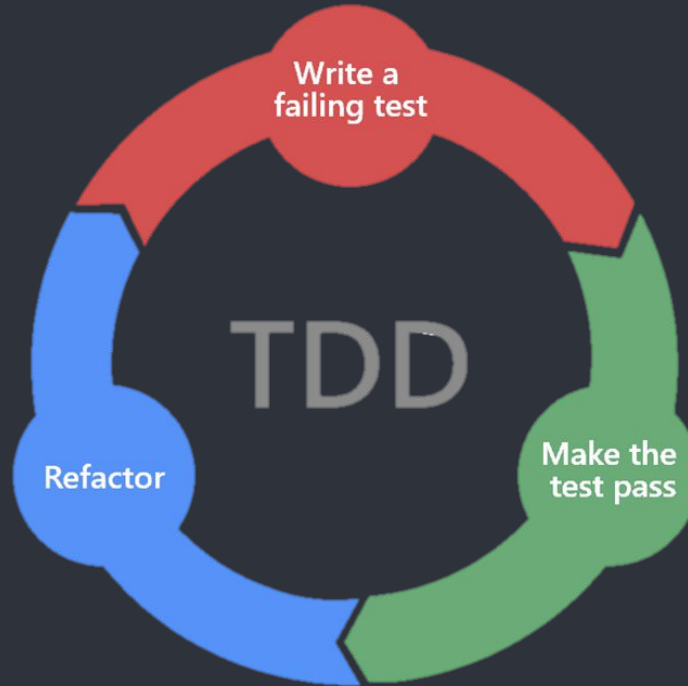 Write a
failing test
TDD
Make the
test pass
Refactor